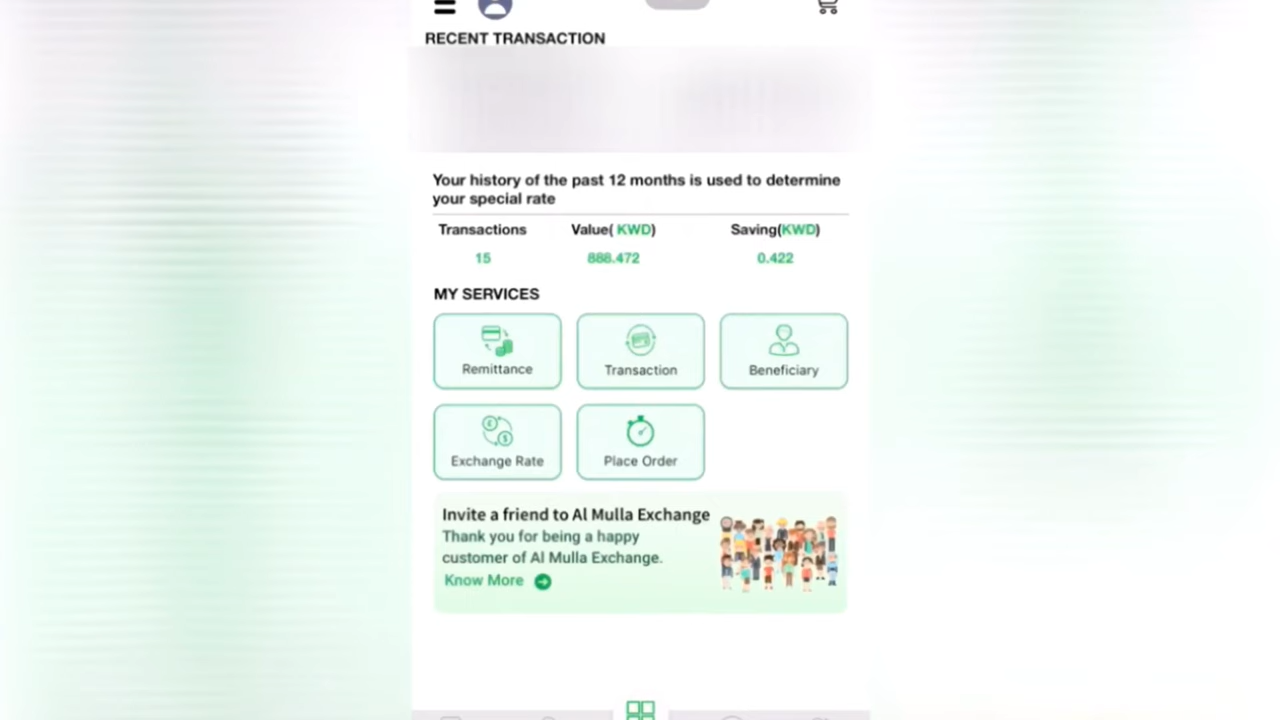 RECENT TRANSACTION
Your history of the past 12 months is used to determine
your special rate
Transactions Value( KWD) Saving(KWD)
15 888.472 0.422
MY SERVICES
Remittance Transaction Beneficiary
Exchange Rate Place Order
Invite a friend to Al Mulla Exchange
Thank you for being a happy
customer of Al Mulla Exchange.
Know More